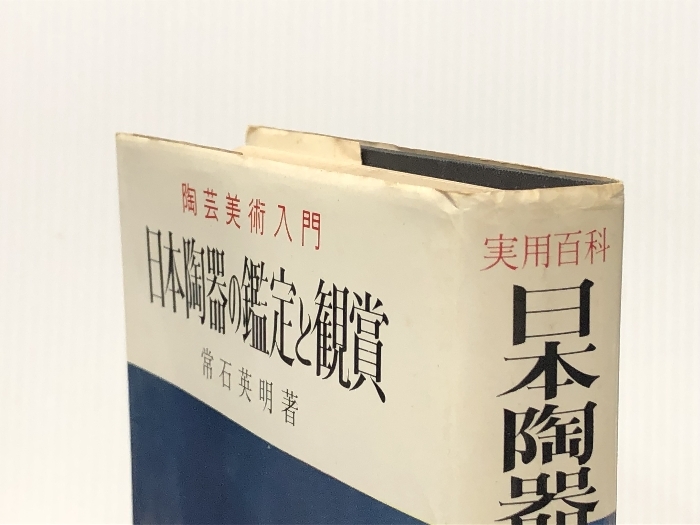 陶芸美術入門
日本陶器の鑑定と観賞
常石英明著
実用百科
日本陶器